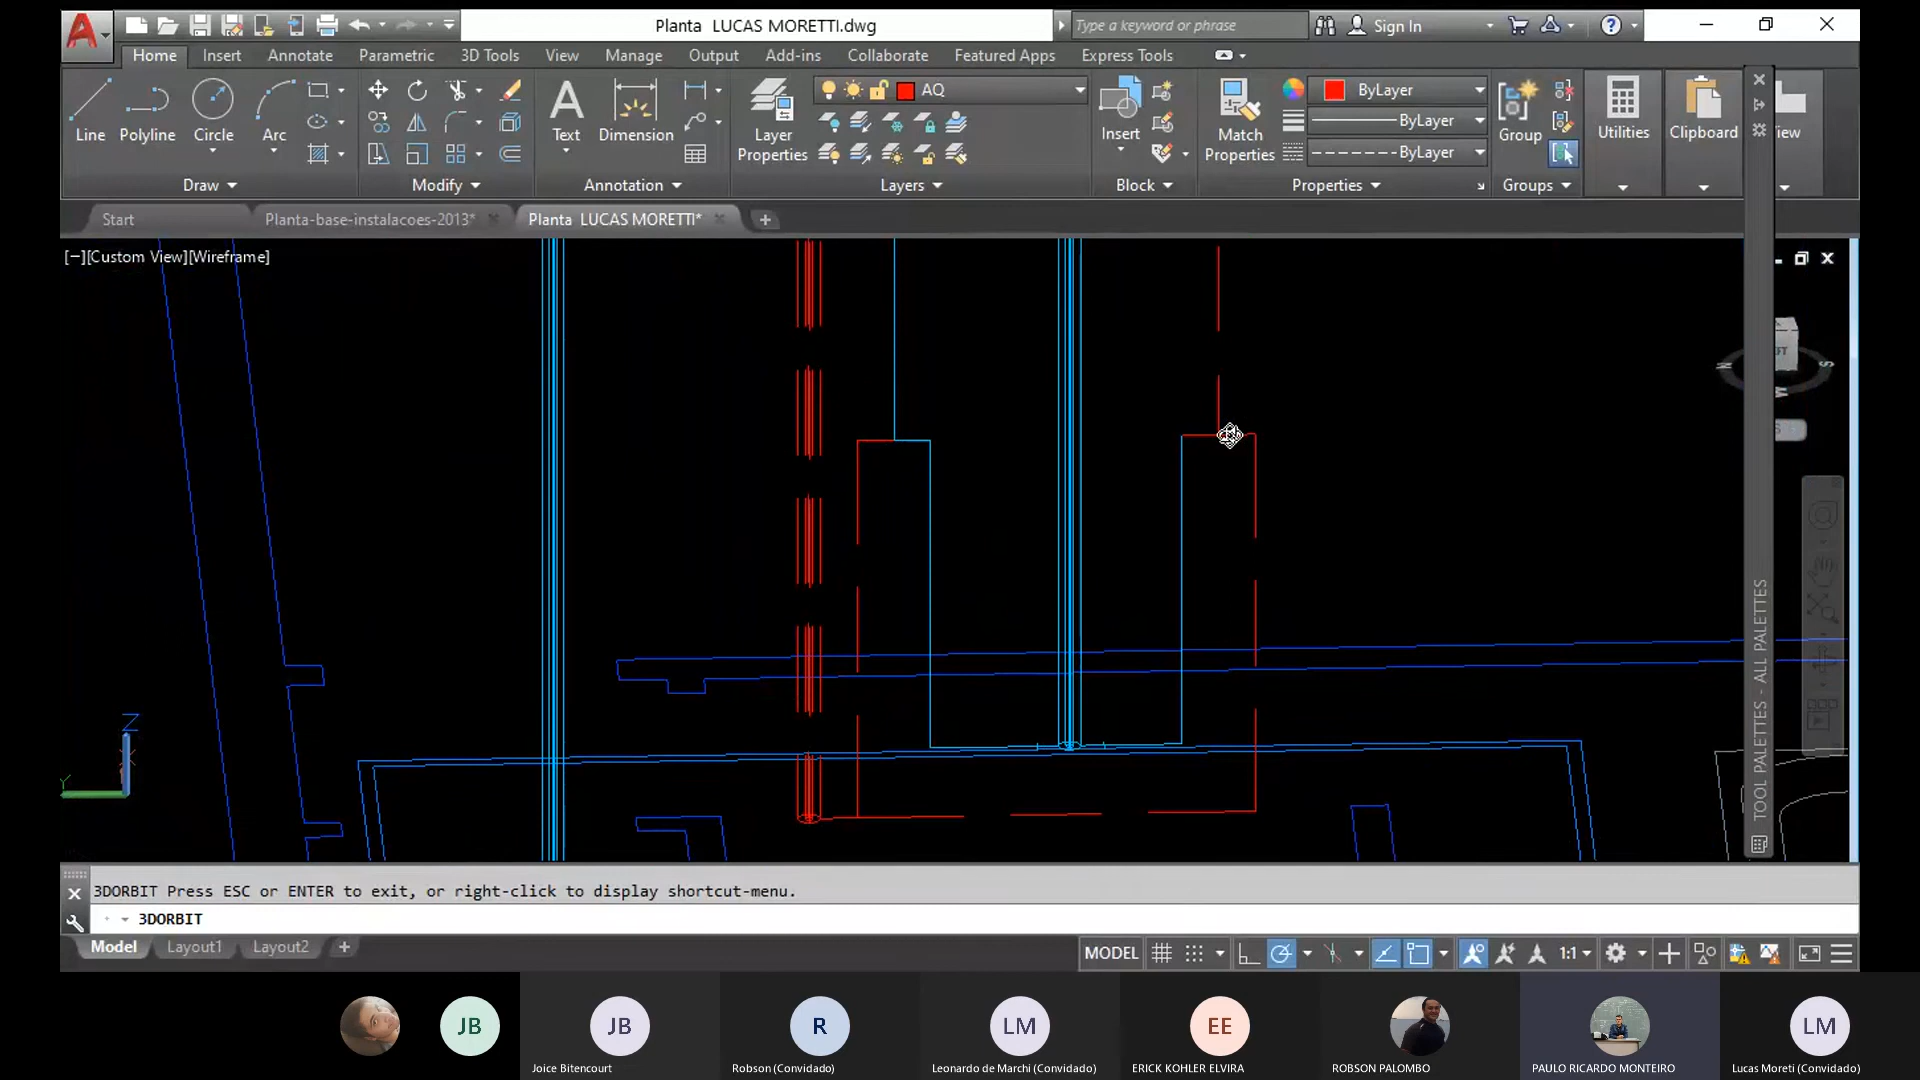 Planta LUCAS MORETTI.dwg
Type a keyword or phrase
Sign In
Home
Insert
Annotate
Parametric
3D Tools
View
Manage
Output
Add-ins
Collaborate
Featured Apps
Express Tools
Line
Polyline
Circle
Arc
Draw
Modify
Text
Dimension
Annotation
Layer
Properties
AQ
Layers
Insert
Block
Match
Properties
ByLayer
ByLayer
ByLayer
Properties
Group
Groups
Utilities
Clipboard
iew
Start
Planta-base-instalacoes-2013*
Planta LUCAS MORETTI*
[−][Custom View][Wireframe]
N
S
W
Z
Y
TOOL PALETTES - ALL PALETTES
3DORBIT Press ESC or ENTER to exit, or right-click to display shortcut-menu.
3DORBIT
Model
Layout1
Layout2
MODEL
1:1
JB
JB
R
LM
EE
LM
Joice Bitencourt
Robson (Convidado)
Leonardo de Marchi (Convidado)
ERICK KOHLER ELVIRA
ROBSON PALOMBO
PAULO RICARDO MONTEIRO
Lucas Moreti (Convidado)